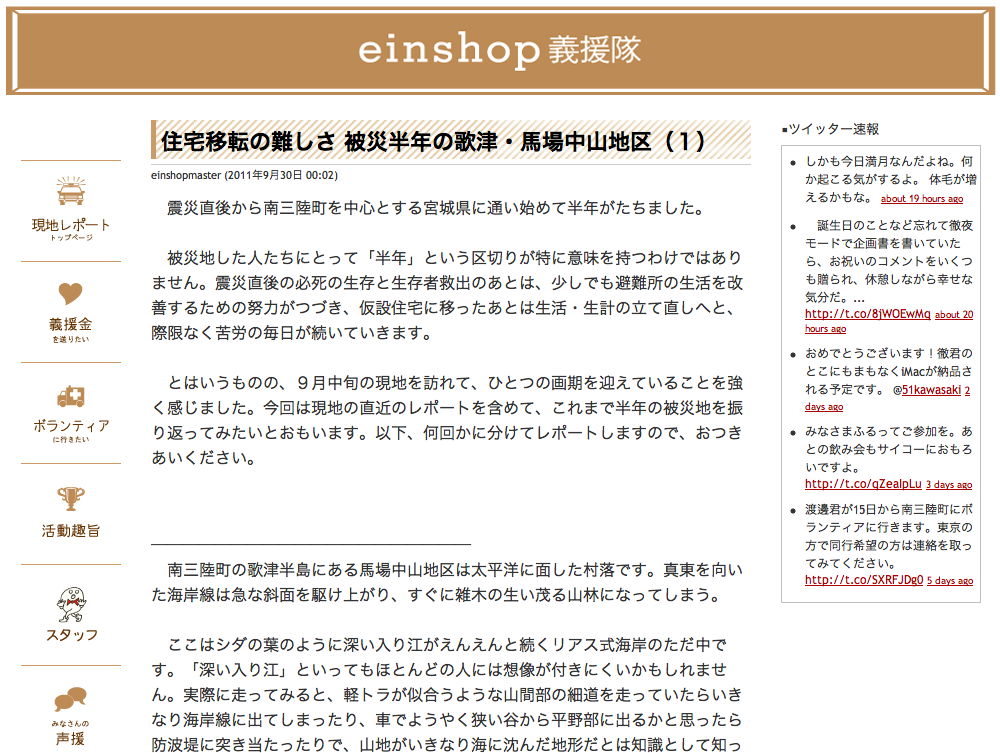 einshop 義援隊
現地レポート
トップページ
義援金
を送りたい
ボランティア
に行きたい
活動趣旨
スタッフ
みなさんの
声援
住宅移転の難しさ 被災半年の歌津・馬場中山地区（１）
einshopmaster (2011年9月30日 00:02)
震災直後から南三陸町を中心とする宮城県に通い始めて半年がたちました。
被災地した人たちにとって「半年」という区切りが特に意味を持つわけではあり
ません。震災直後の必死の生存と生存者救出のあとは、少しでも避難所の生活を改
善するための努力がつづき、仮設住宅に移ったあとは生活・生計の立て直しへと、
際限なく苦労の毎日が続いていきます。
とはいうものの、９月中旬の現地を訪れて、ひとつの画期を迎えていることを強
く感じました。今回は現地の直近のレポートを含めて、これまで半年の被災地を振
り返ってみたいとおもいます。以下、何回かに分けてレポートしますので、おつき
あいください。
南三陸町の歌津半島にある馬場中山地区は太平洋に面した村落です。真東を向い
た海岸線は急な斜面を駆け上がり、すぐに雑木の生い茂る山林になってしまう。
ここはシダの葉のように深い入り江がえんえんと続くリアス式海岸のただ中で
す。「深い入り江」といってもほとんどの人には想像が付きにくいかもしれませ
ん。実際に走ってみると、軽トラが似合うような山間部の細道を走っていたらいき
なり海岸線に出てしまったり、車でようやく狭い谷から平野部に出るかと思ったら
防波堤に突き当たったりで、山地がいきなり海に沈んだ地形だとは知識として知っ
▪ツイッター速報
• しかも今日満月なんだよね。何
か起こる気がするよ。 体毛が増
えるかもな。 about 19 hours ago
• 誕生日のことなど忘れて徹夜
モードで企画書を書いていた
ら、お祝いのコメントをいくつ
も贈られ、休憩しながら幸せな
気分だ。...
http://t.co/8jWOEwMq about 20
hours ago
• おめでとうございます！徹君の
とこにもまもなくiMacが納品さ
れる予定です。 @51kawasaki 2
days ago
• みなさまふるってご参加を。あ
との飲み会もサイコーにおもろ
いですよ。
http://t.co/qZealpLu 3 days ago
• 渡邊君が15日から南三陸町にボ
ランティアに行きます。東京の
方で同行希望の方は連絡を取っ
てみてください。
http://t.co/SXRFJDg0 5 days ago